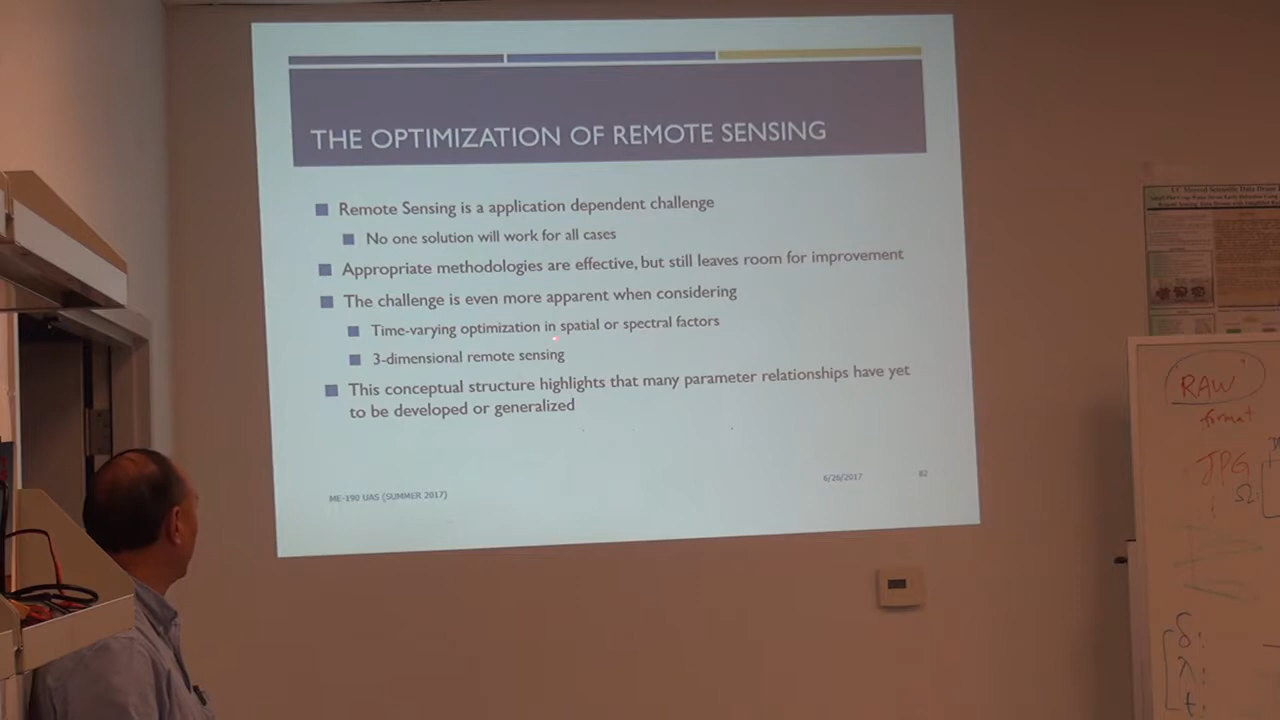 THE OPTIMIZATION OF REMOTE SENSING
Remote Sensing is a application dependent challenge
No one solution will work for all cases
Appropriate methodologies are effective, but still leaves room for improvement
The challenge is even more apparent when considering
Time-varying optimization in spatial or spectral factors
3-dimensional remote sensing
This conceptual structure highlights that many parameter relationships have yet
to be developed or generalized
ME-190 UAS (SUMMER 2017)
6/26/2017
82
RAW
format
JPG
Ω:
δ:
λ:
t: